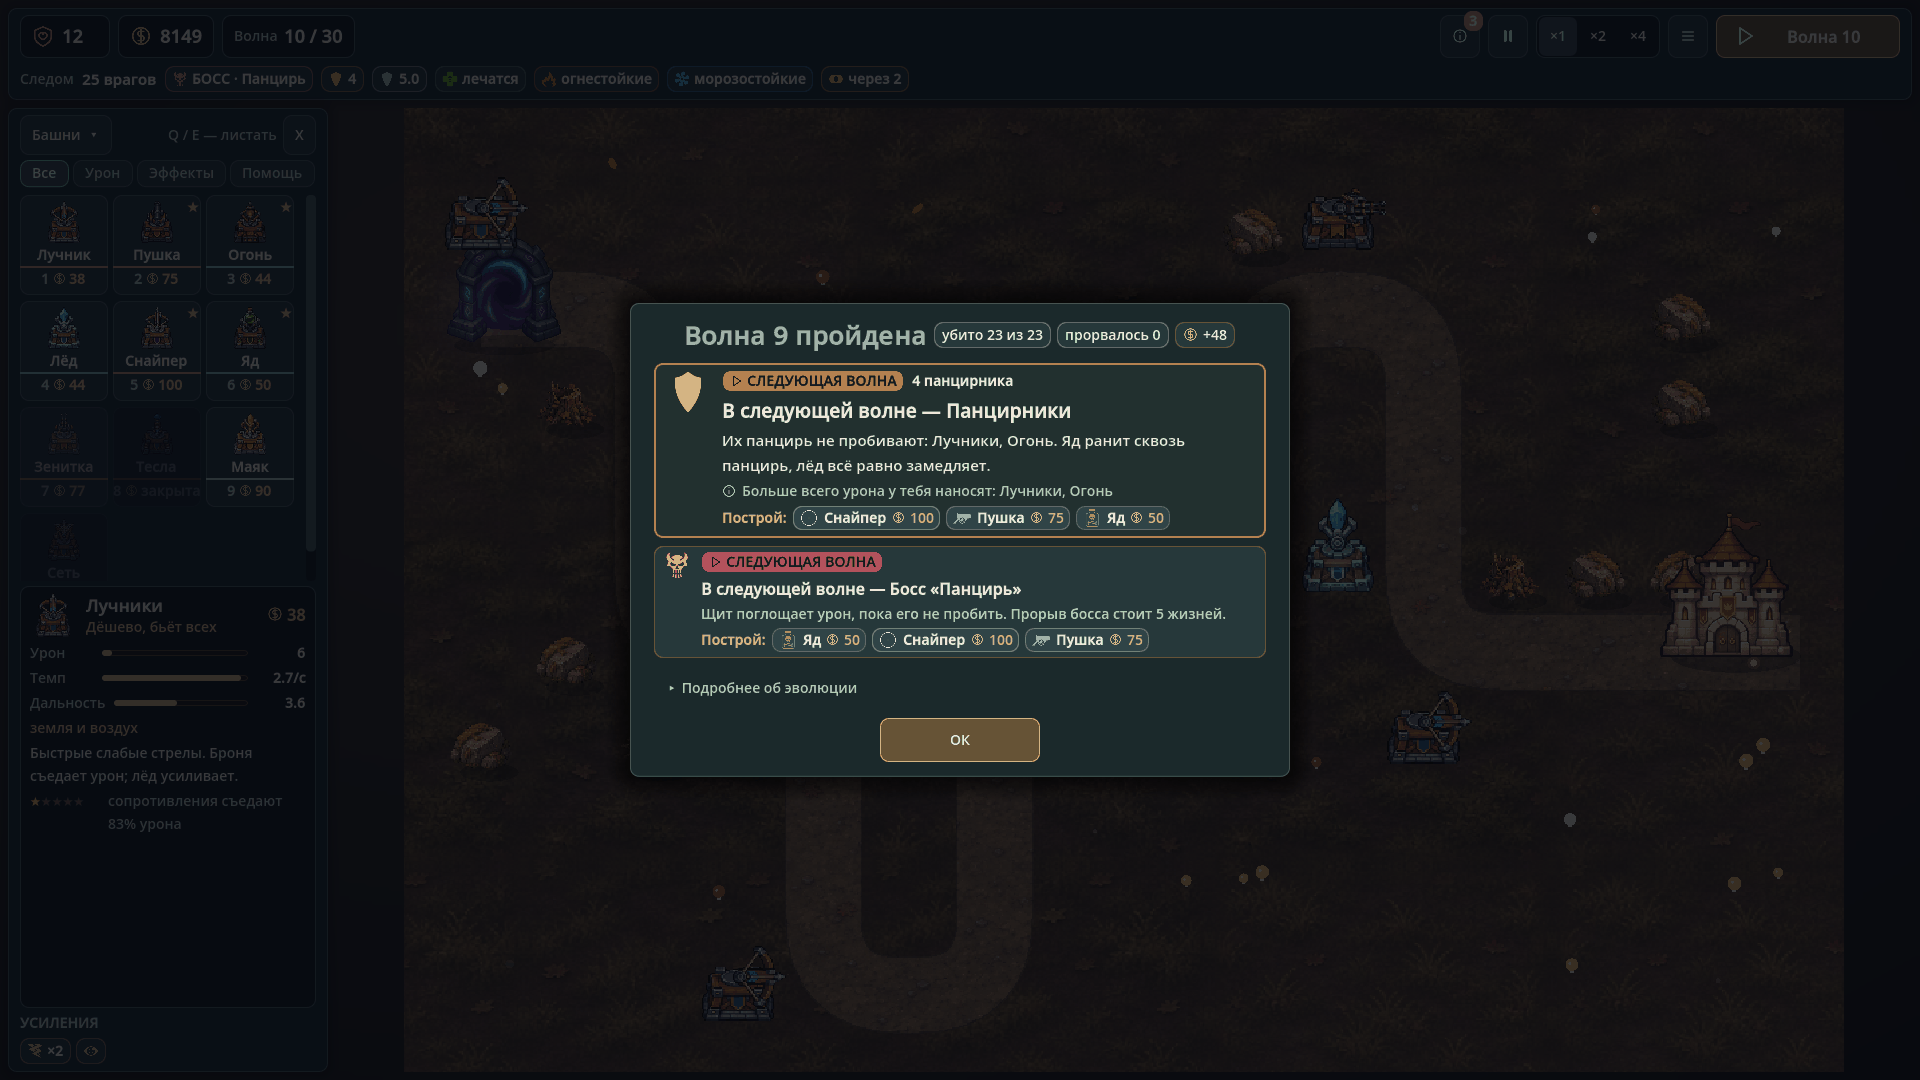 12
8149
Волна 10 / 30
3
×1
×2
×4
Волна 10
Следом 25 врагов
БОСС · Панцирь
4
5.0
лечатся
огнестойкие
морозостойкие
через 2
Башни
Q / E — листать
X
Все
Урон
Эффекты
Помощь
Лучник
Пушка
Огонь
1 38
2 75
3 44
Лёд
Снайпер
Яд
4 44
5 100
6 50
Зенитка
Тесла
Маяк
7 77
8 закрыта
9 90
Сеть
Лучники
38
Дёшево, бьёт всех
Урон 6
Темп 2.7/с
Дальность 3.6
земля и воздух
Быстрые слабые стрелы. Броня
съедает урон; лёд усиливает.
★★★★★ сопротивления съедают
83% урона
УСИЛЕНИЯ
×2
Волна 9 пройдена
убито 23 из 23
прорвалось 0
+48
СЛЕДУЮЩАЯ ВОЛНА
4 панцирника
В следующей волне — Панцирники
Их панцирь не пробивают: Лучники, Огонь. Яд ранит сквозь
панцирь, лёд всё равно замедляет.
Больше всего урона у тебя наносят: Лучники, Огонь
Построй: Снайпер 100 Пушка 75 Яд 50
СЛЕДУЮЩАЯ ВОЛНА
В следующей волне — Босс «Панцирь»
Щит поглощает урон, пока его не пробить. Прорыв босса стоит 5 жизней.
Построй: Яд 50 Снайпер 100 Пушка 75
Подробнее об эволюции
ОК